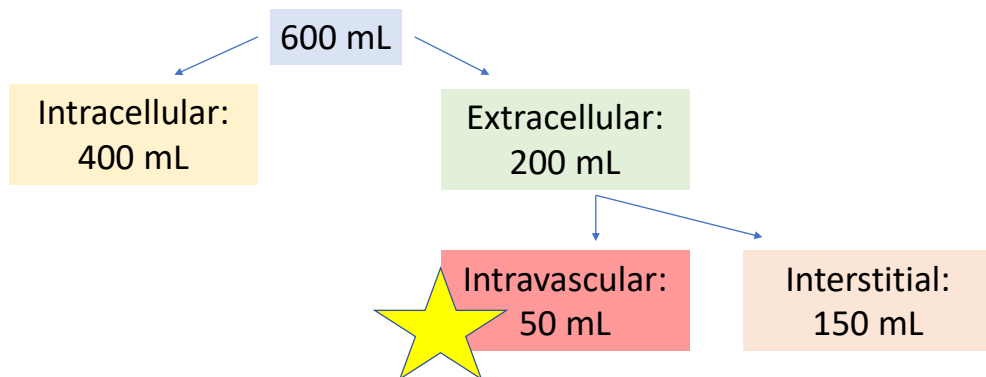 600 mL
Intracellular:
400 mL
Extracellular:
200 mL
Intravascular:
50 mL
Interstitial:
150 mL